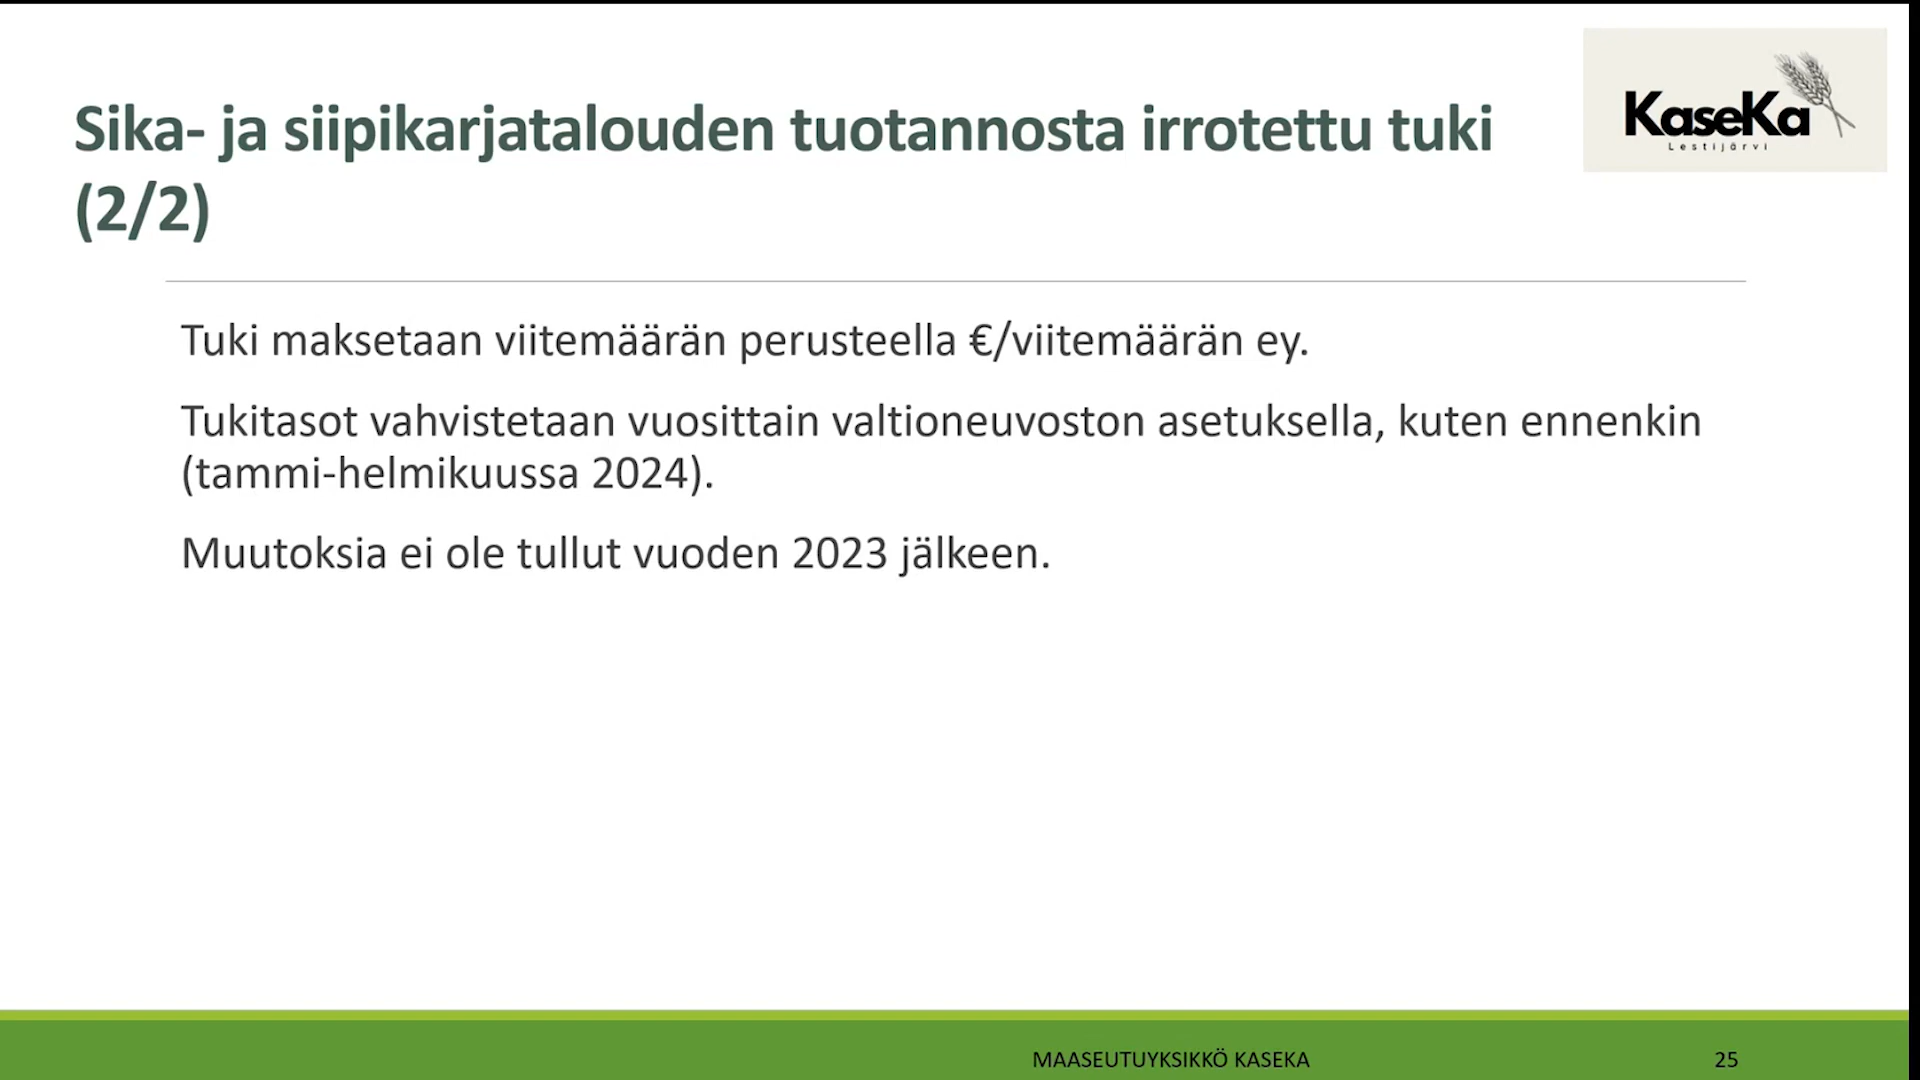 Sika- ja siipikarjatalouden tuotannosta irrotettu tuki
(2/2)
KaseKa
Lestijärvi
Tuki maksetaan viitemäärän perusteella €/viitemäärän ey.
Tukitasot vahvistetaan vuosittain valtioneuvoston asetuksella, kuten ennenkin
(tammi-helmikuussa 2024).
Muutoksia ei ole tullut vuoden 2023 jälkeen.
MAASEUTUYKSIKKÖ KASEKA
25